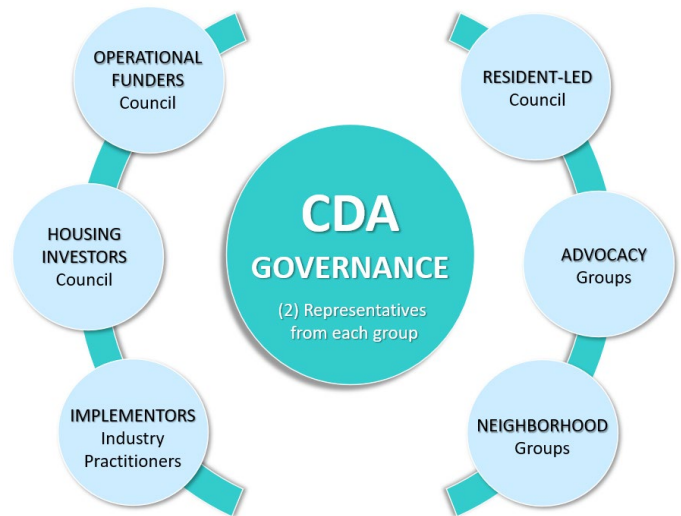 OPERATIONAL
FUNDERS
Council
HOUSING
INVESTORS
Council
IMPLEMENTORS
Industry
Practitioners
CDA
GOVERNANCE
(2) Representatives
from each group
RESIDENT-LED
Council
ADVOCACY
Groups
NEIGHBORHOOD
Groups